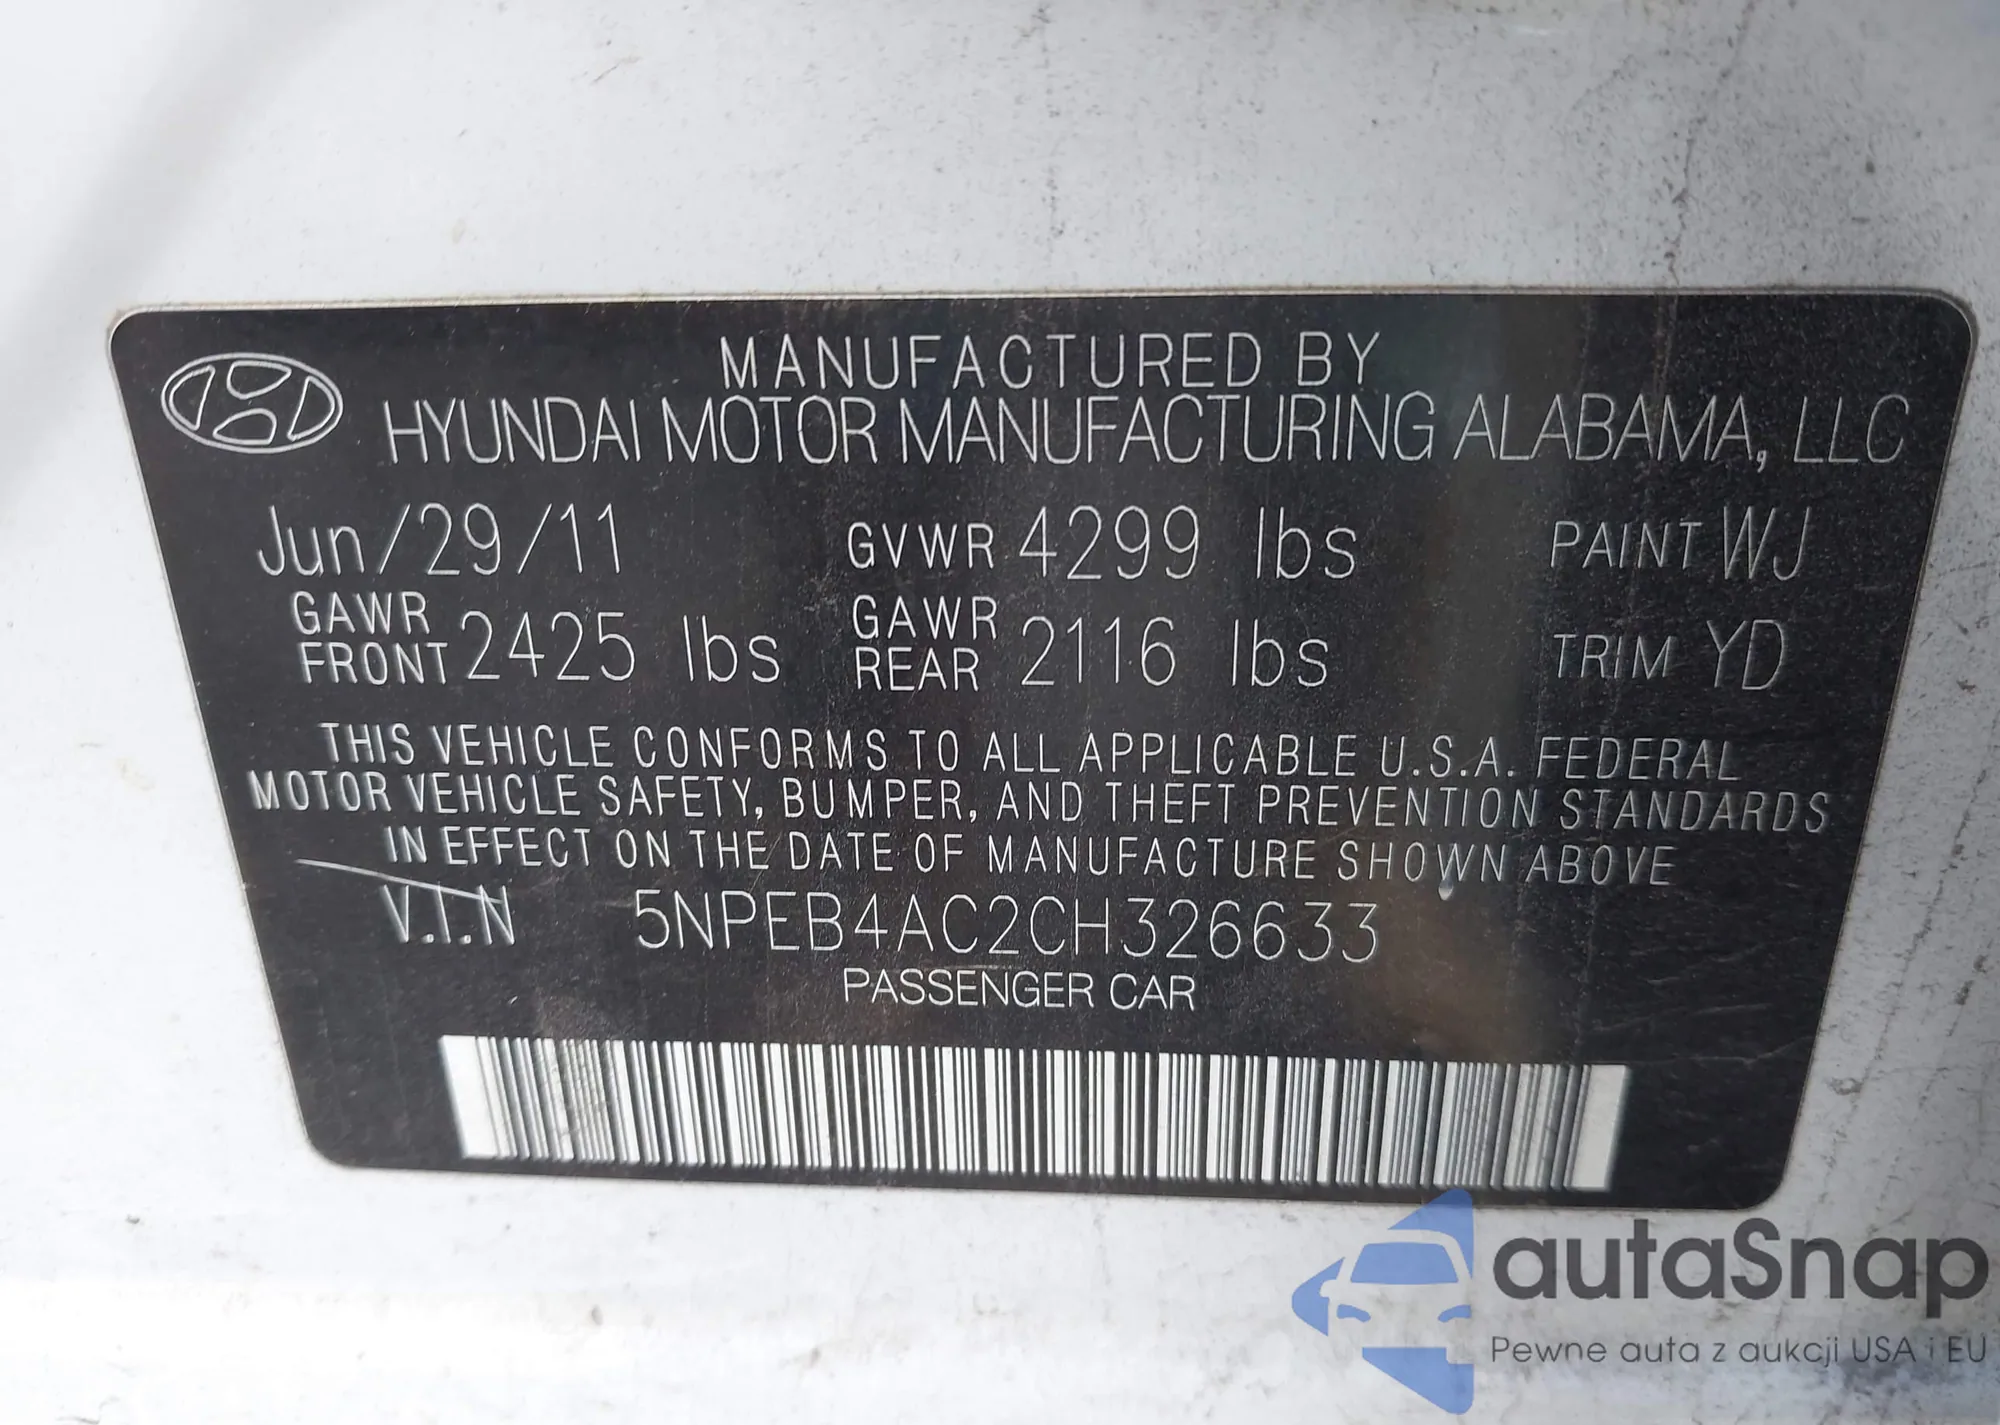 MANUFACTURED BY
HYUNDAI MOTOR MANUFACTURING ALABAMA, LLC
Jun/29/11 GVWR 4299 lbs PAINT WJ
GAWR FRONT 2425 lbs GAWR REAR 2116 lbs TRIM YD
THIS VEHICLE CONFORMS TO ALL APPLICABLE U.S.A. FEDERAL
MOTOR VEHICLE SAFETY, BUMPER, AND THEFT PREVENTION STANDARDS
IN EFFECT ON THE DATE OF MANUFACTURE SHOWN ABOVE
V.I.N 5NPEB4AC2CH326633
PASSENGER CAR
autaSnap
Pewne auta z aukcji USA i EU